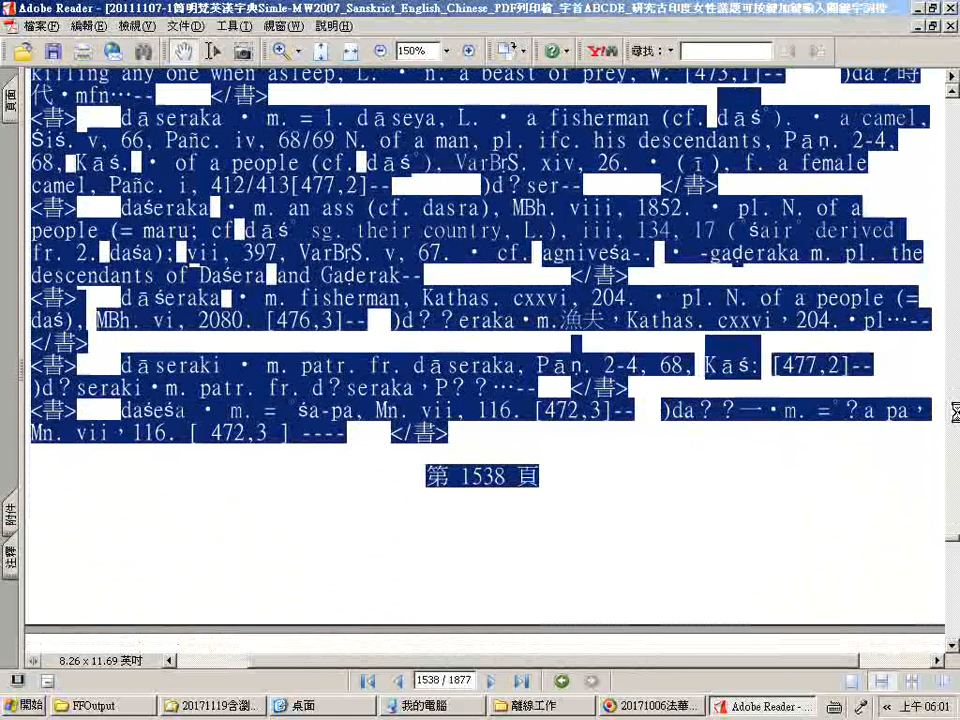 Adobe Reader - [20111107-1簡明梵英漢字典Simle-MW2007_Sanskrict_English_Chinese_PDF列印檔_字首ABCDE_研究古印度女性議題可按鍵
檔案(F) 編輯(E) 檢視(V) 文件(D) 工具(T) 視窗(W) 說明(H)
150% Y! 尋找：
頁面
killing any one when asleep, L. · n. a beast of prey, W. [473,1]-- )da?時
代·mfn…-- </書>
<書> dāseraka · m. = 1. dāseya, L. · a fisherman (cf. dāś°). · a camel,
Śiś. v, 66, Pañc. iv, 68/69 N. of a man, pl. ifc. his descendants, Pāṇ. 2-4,
68, Kāś. · of a people (cf. dāś°), VarBṛS. xiv, 26. · (ī), f. a female
camel, Pañc. i, 412/413[477,2]-- )d?ser-- </書>
<書> daśeraka · m. an ass (cf. dasra), MBh. viii, 1852. · pl. N. of a
people (= maru; cf dāś° sg. their country, L.), iii, 134, 17 (°śair° derived
fr. 2. daśa); vii, 397, VarBṛS. v, 67. · cf. agniveśa-. · -gaḍeraka m. pl. the
descendants of Daśera and Gaḍerak-- </書>
<書> dāśeraka · m. fisherman, Kathas. cxxvi, 204. · pl. N. of a people (=
daś), MBh. vi, 2080. [476,3]-- )d??eraka·m.漁夫，Kathas. cxxvi，204.·pl…--
</書>
<書> dāseraki · m. patr. fr. dāseraka, Pāṇ. 2-4, 68, Kāś: [477,2]--
)d?seraki·m. patr. fr. d?seraka，P??…-- </書>
<書> daśeśa · m. = °śa-pa, Mn. vii, 116. [472,3]-- )da??一·m. =°?a pa，
Mn. vii，116. [ 472,3 ] ---- </書>
第 1538 頁
附件
注釋
8.26 x 11.69 英吋
1538 / 1877
開始 FFOutput 20171119含瀏... 桌面 我的電腦 離線工作 20171006法華... Adobe Reader - ... 上午 06:01